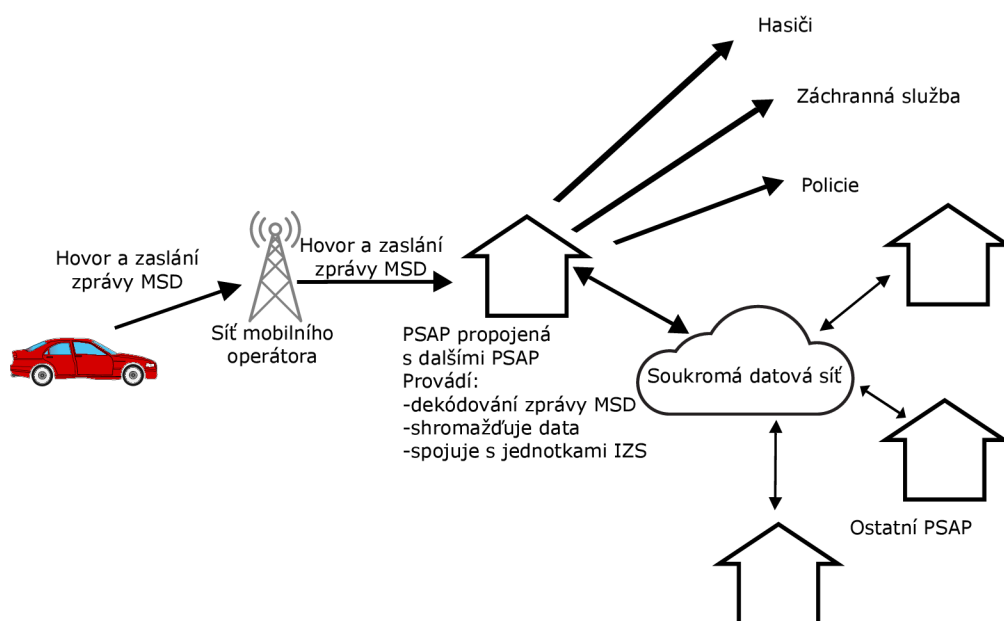 Hasiči
Záchranná služba
Policie
Hovor a zaslání
zprávy MSD
Hovor a zaslání
zprávy MSD
Síť mobilního
operátora
PSAP propojená
s dalšími PSAP
Provádí:
-dekódování zprávy MSD
-shromažďuje data
-spojuje s jednotkami IZS
Soukromá datová síť
Ostatní PSAP